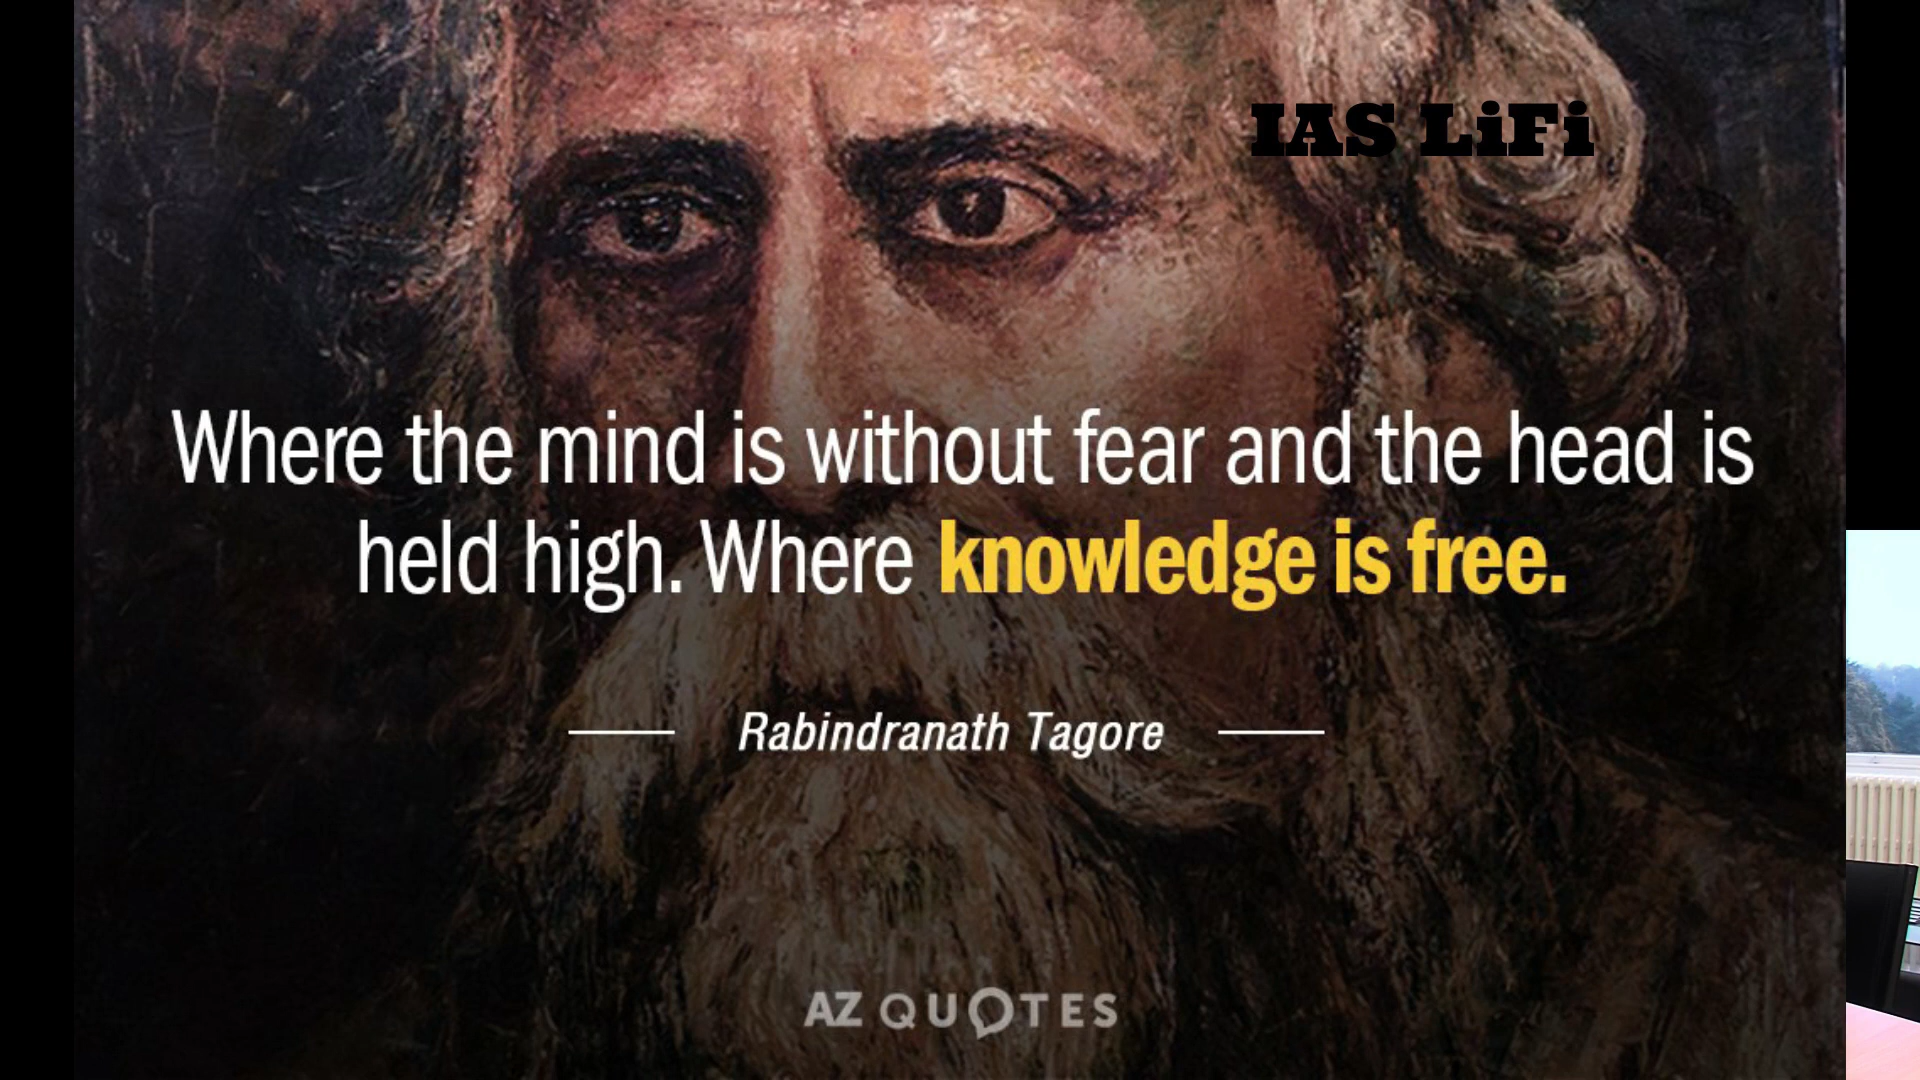 IAS LiFi
Where the mind is without fear and the head is
held high. Where knowledge is free.
Rabindranath Tagore
AZ QUOTES